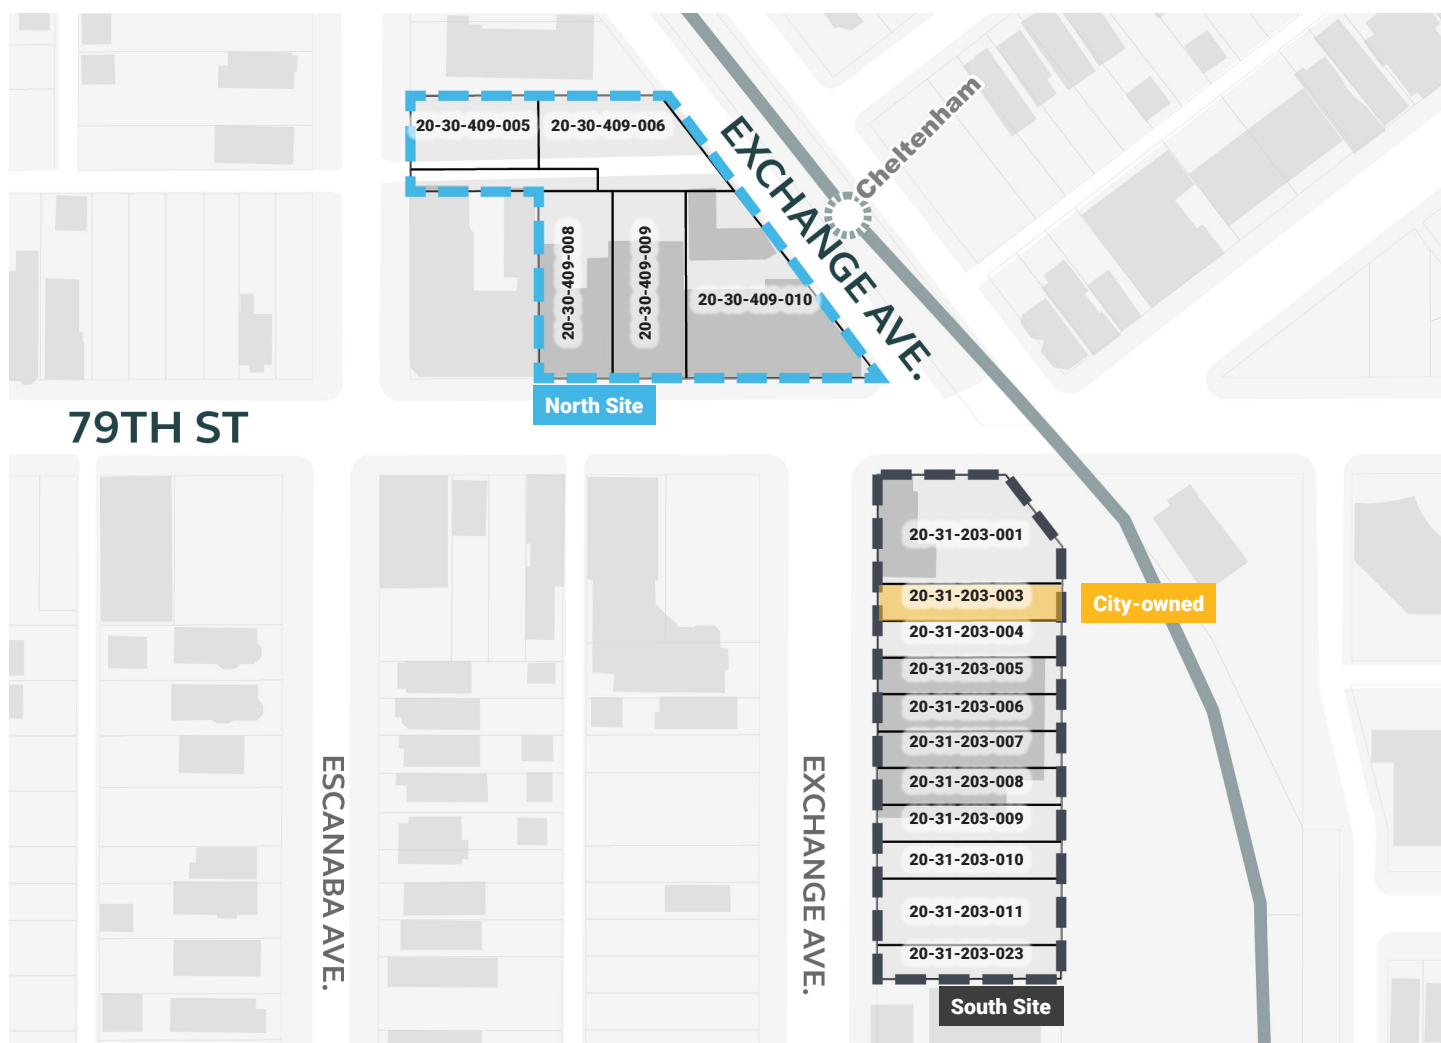 20-30-409-005
20-30-409-006
Cheltenham
EXCHANGE AVE.
20-30-409-008
20-30-409-009
20-30-409-010
North Site
79TH ST
20-31-203-001
20-31-203-003
City-owned
20-31-203-004
20-31-203-005
20-31-203-006
20-31-203-007
20-31-203-008
20-31-203-009
20-31-203-010
20-31-203-011
20-31-203-023
ESCANABA AVE.
EXCHANGE AVE.
South Site